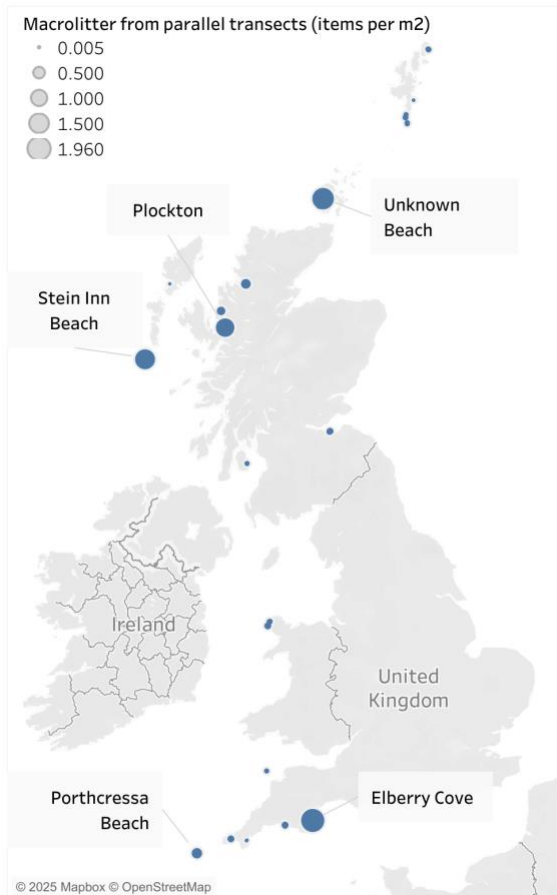 Macrolitter from parallel transects (items per m2)
0.005
0.500
1.000
1.500
1.960
Plockton
Unknown
Beach
Stein Inn
Beach
Ireland
United
Kingdom
Porthcressa
Beach
Elberry Cove
© 2025 Mapbox © OpenStreetMap